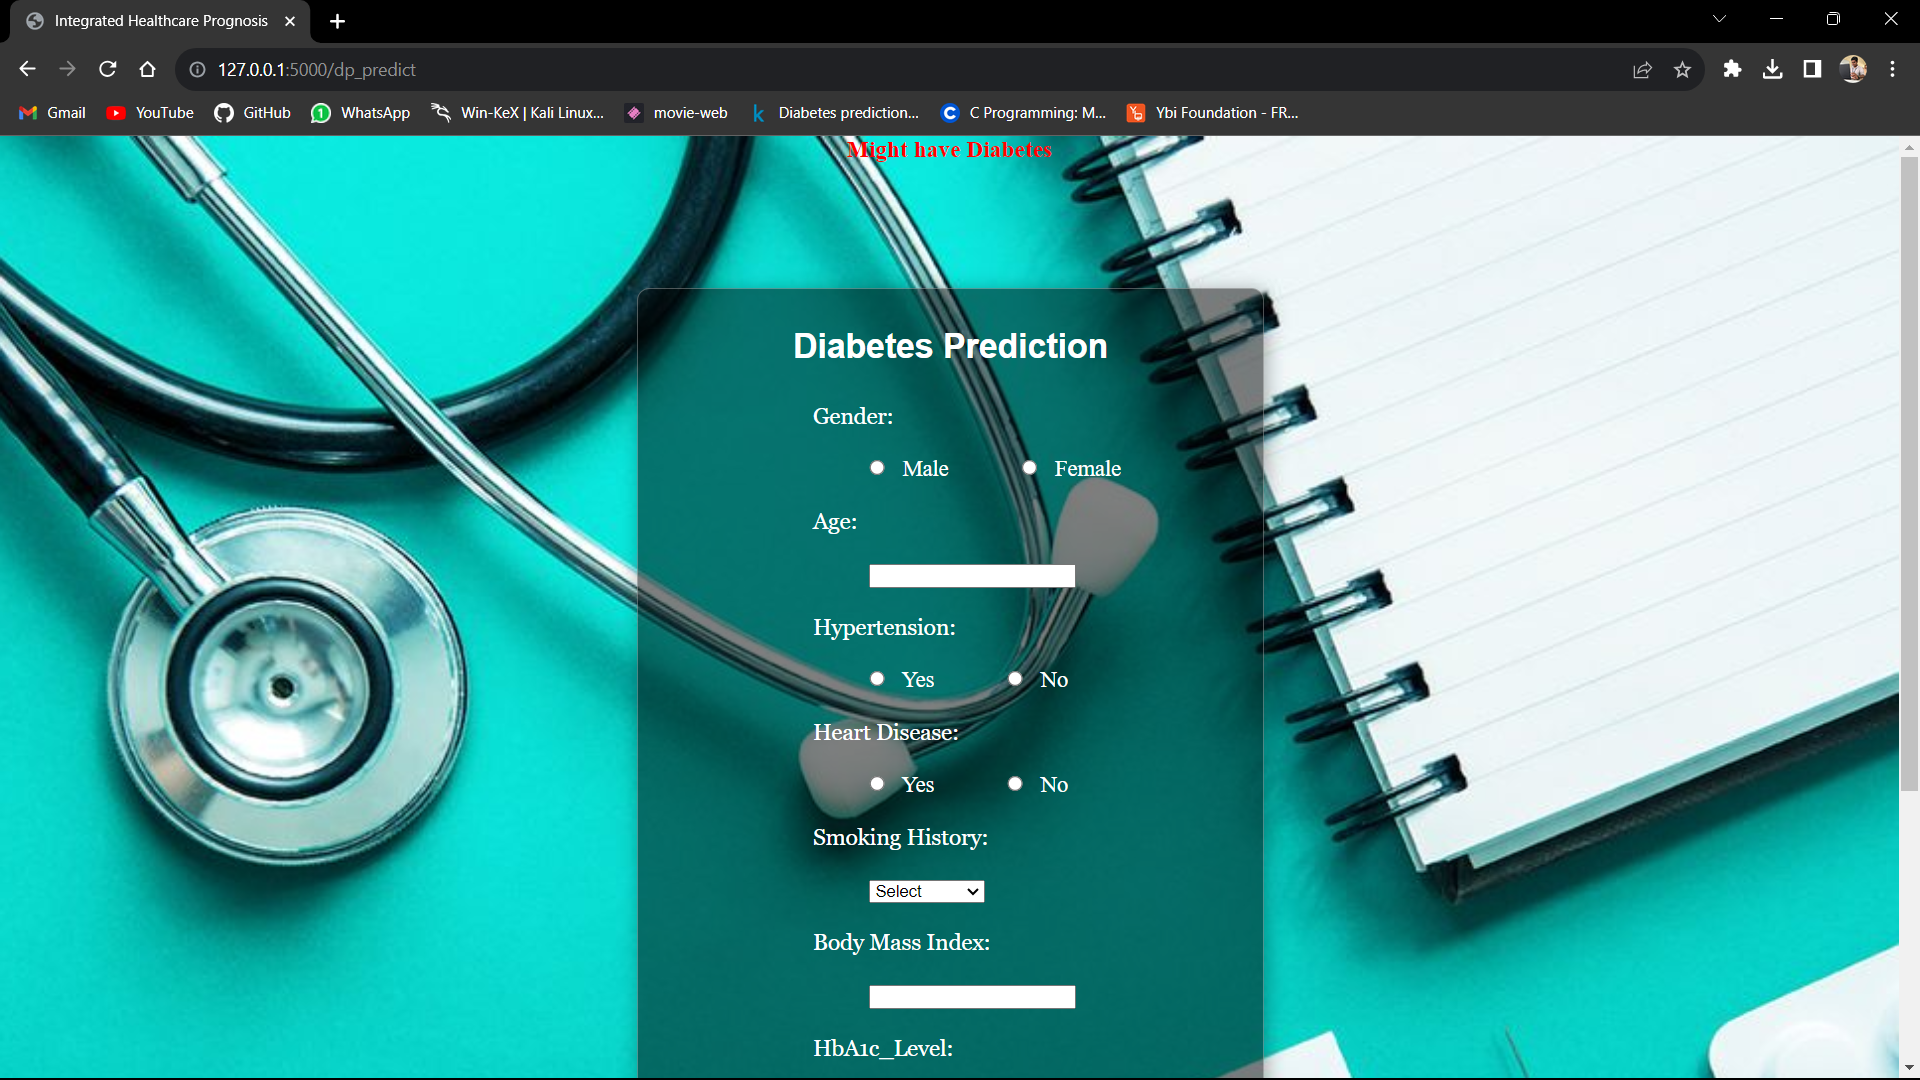 Integrated Healthcare Prognosis
127.0.0.1:5000/dp_predict
Gmail YouTube GitHub 1 WhatsApp Win-KeX | Kali Linux... movie-web k Diabetes prediction... C C Programming: M... Ybi Foundation - FR...
Might have Diabetes
Diabetes Prediction
Gender:
Male Female
Age:
Hypertension:
Yes No
Heart Disease:
Yes No
Smoking History:
Select
Body Mass Index:
HbA1c_Level: